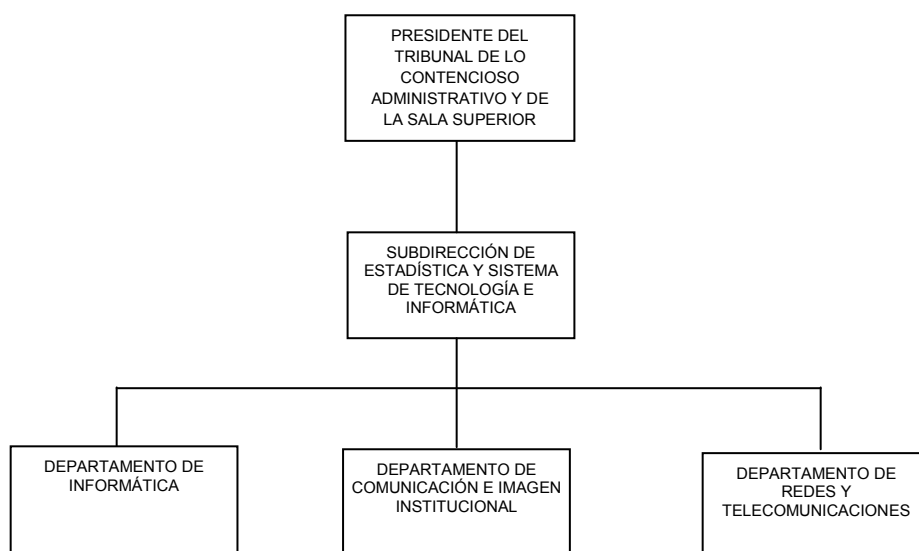 PRESIDENTE DEL
TRIBUNAL DE LO
CONTENCIOSO
ADMINISTRATIVO Y DE
LA SALA SUPERIOR
SUBDIRECCIÓN DE
ESTADÍSTICA Y SISTEMA
DE TECNOLOGÍA E
INFORMÁTICA
DEPARTAMENTO DE
INFORMÁTICA
DEPARTAMENTO DE
COMUNICACIÓN E IMAGEN
INSTITUCIONAL
DEPARTAMENTO DE
REDES Y
TELECOMUNICACIONES